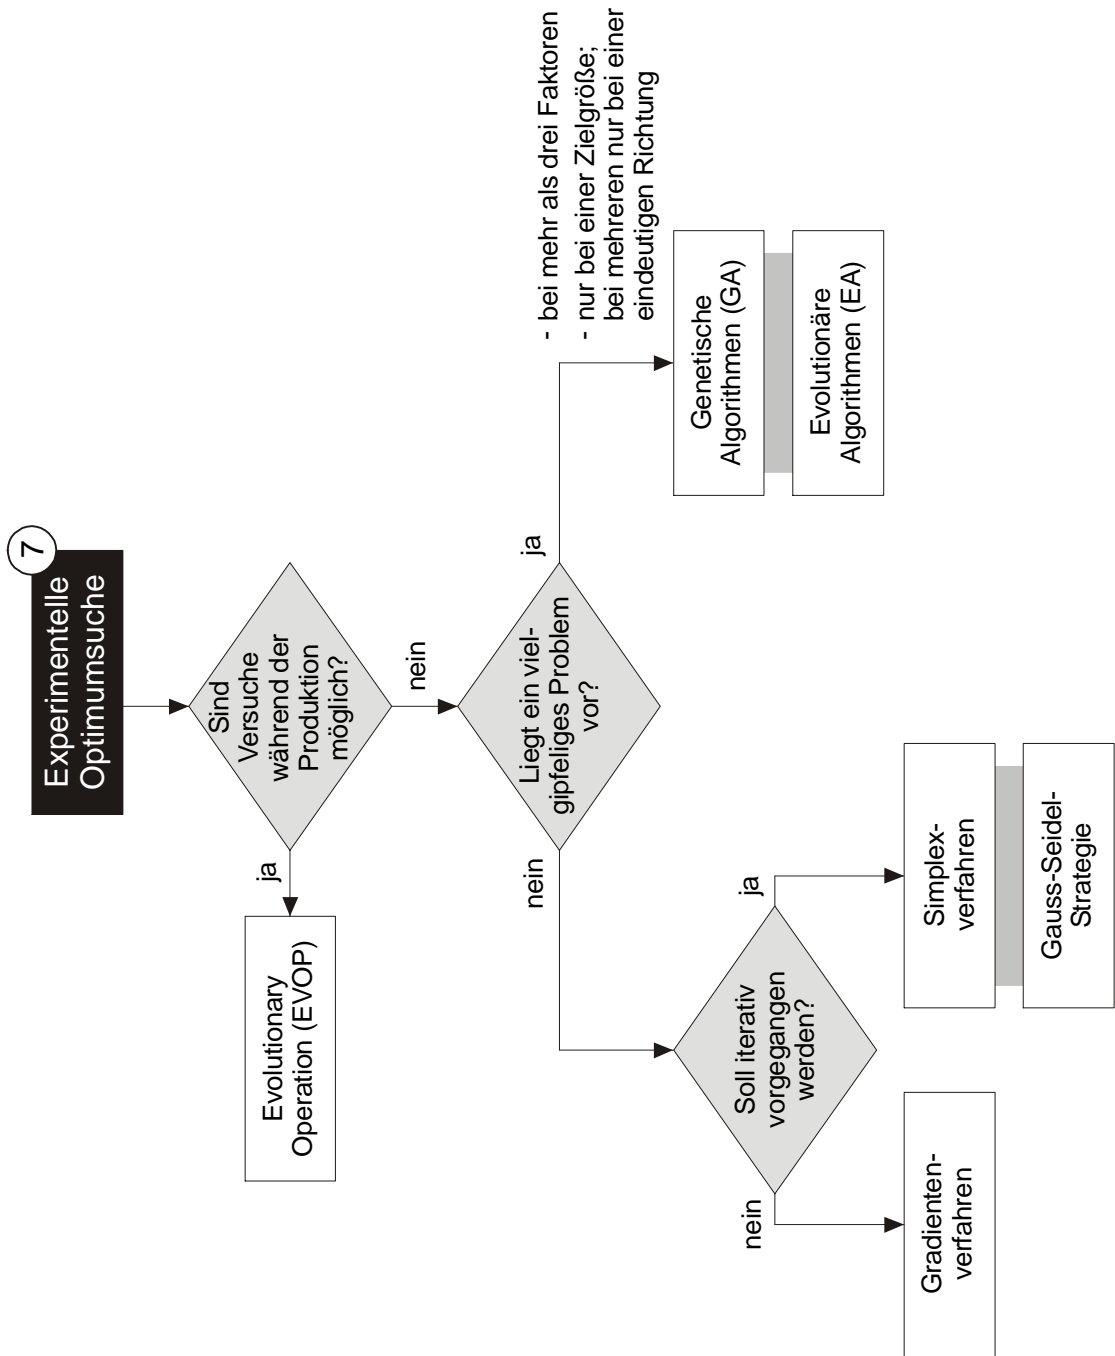 7
Experimentelle
Optimumsuche
Sind
Versuche
während der
Produktion
möglich?
ja
nein
Evolutionary
Operation (EVOP)
Liegt ein viel-
gipfeliges Problem
vor?
nein
ja
- bei mehr als drei Faktoren
- nur bei einer Zielgröße;
bei mehreren nur bei einer
eindeutigen Richtung
Soll iterativ
vorgegangen
werden?
nein
ja
Genetische
Algorithmen (GA)
Evolutionäre
Algorithmen (EA)
Gradienten-
verfahren
Simplex-
verfahren
Gauss-Seidel-
Strategie